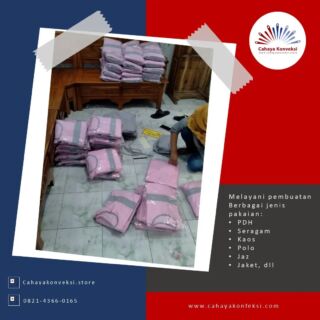 Cahaya Konveksi
Melayani pembuatan
Berbagai jenis
pakaian:
• PDH
• Seragam
• Kaos
• Polo
• Jaz
• Jaket, dll
Cahayakonveksi.store
0821-4366-0165
www.cahayakonfeksi.com